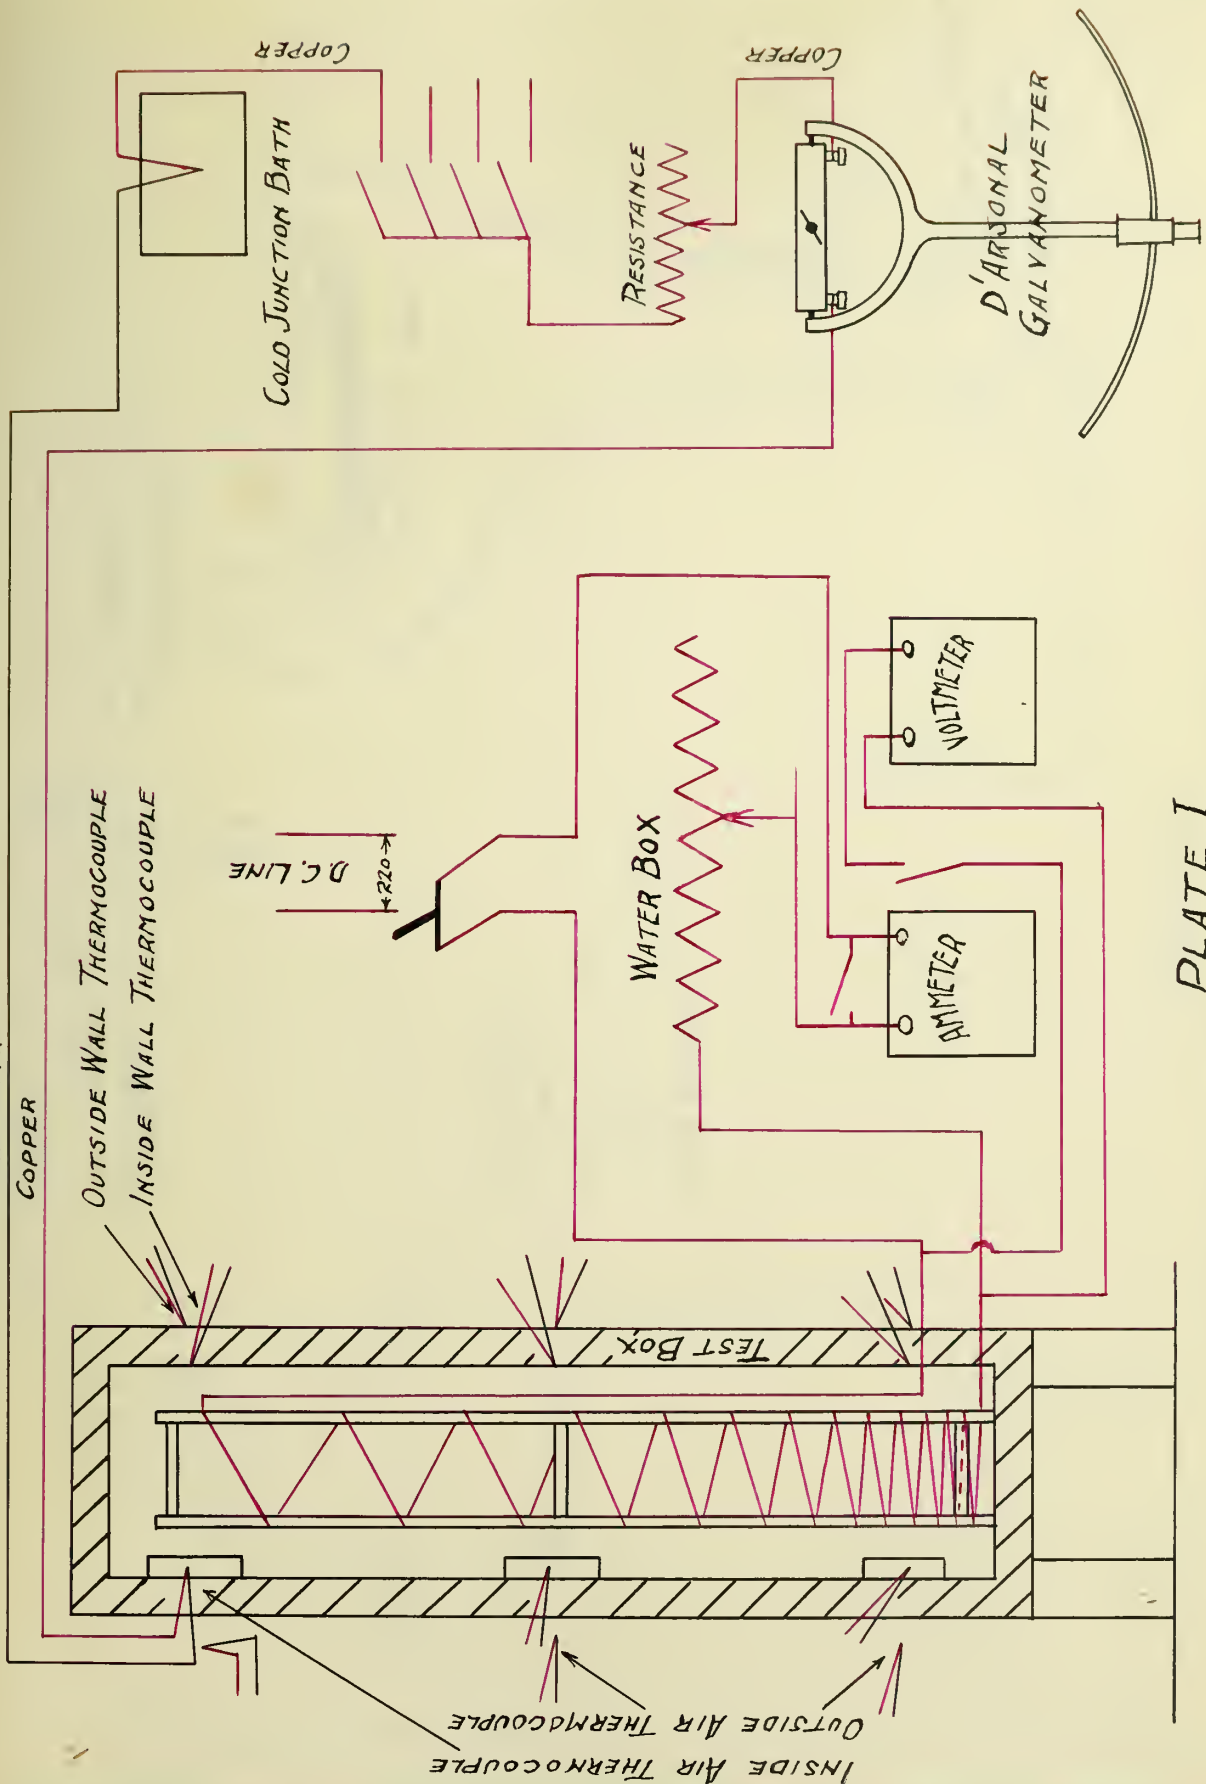 COPPER
COPPER
COPPER
COLD JUNCTION BATH
RESISTANCE
D'ARSONAL
GALVANOMETER
OUTSIDE WALL THERMOCOUPLE
INSIDE WALL THERMOCOUPLE
D.C. LINE
220
WATER BOX
VOLTMETER
AMMETER
TEST BOX
OUTSIDE AIR THERMOCOUPLE
INSIDE AIR THERMOCOUPLE
PLATE I